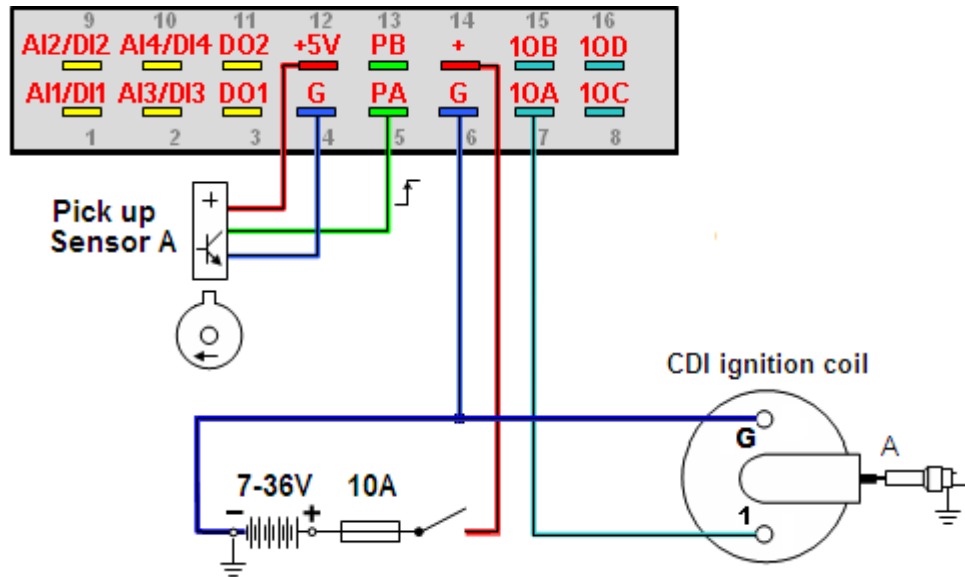 9 10 11 12 13 14 15 16
AI2/DI2 AI4/DI4 DO2 +5V PB + 10B 10D
AI1/DI1 AI3/DI3 DO1 G PA G 10A 10C
1 2 3 4 5 6 7 8
Pick up
Sensor A
+
CDI ignition coil
G
A
7-36V 10A
- +
1